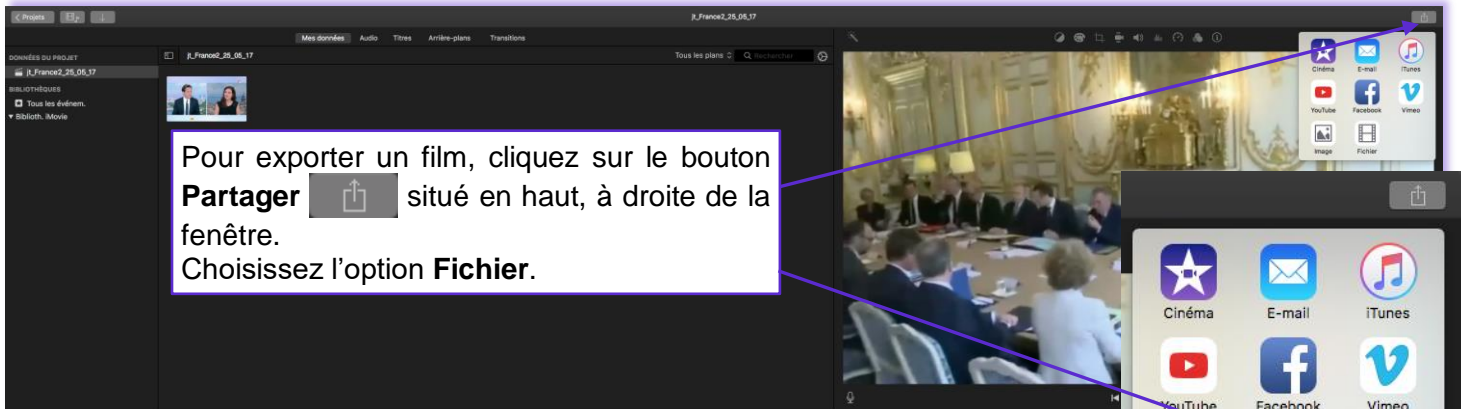 < Projets
jt_France2_25_05_17
Mes données Audio Titres Arrière-plans Transitions
DONNÉES DU PROJET
jt_France2_25_05_17
BIBLIOTHÈQUES
Tous les événem.
▾ Biblioth. iMovie
jt_France2_25_05_17
Tous les plans
Rechercher
Pour exporter un film, cliquez sur le bouton
Partager situé en haut, à droite de la
fenêtre.
Choisissez l’option Fichier.
Cinéma E-mail iTunes
YouTube Facebook Vimeo
Image Fichier
Cinéma E-mail iTunes
YouTube Facebook Vimeo